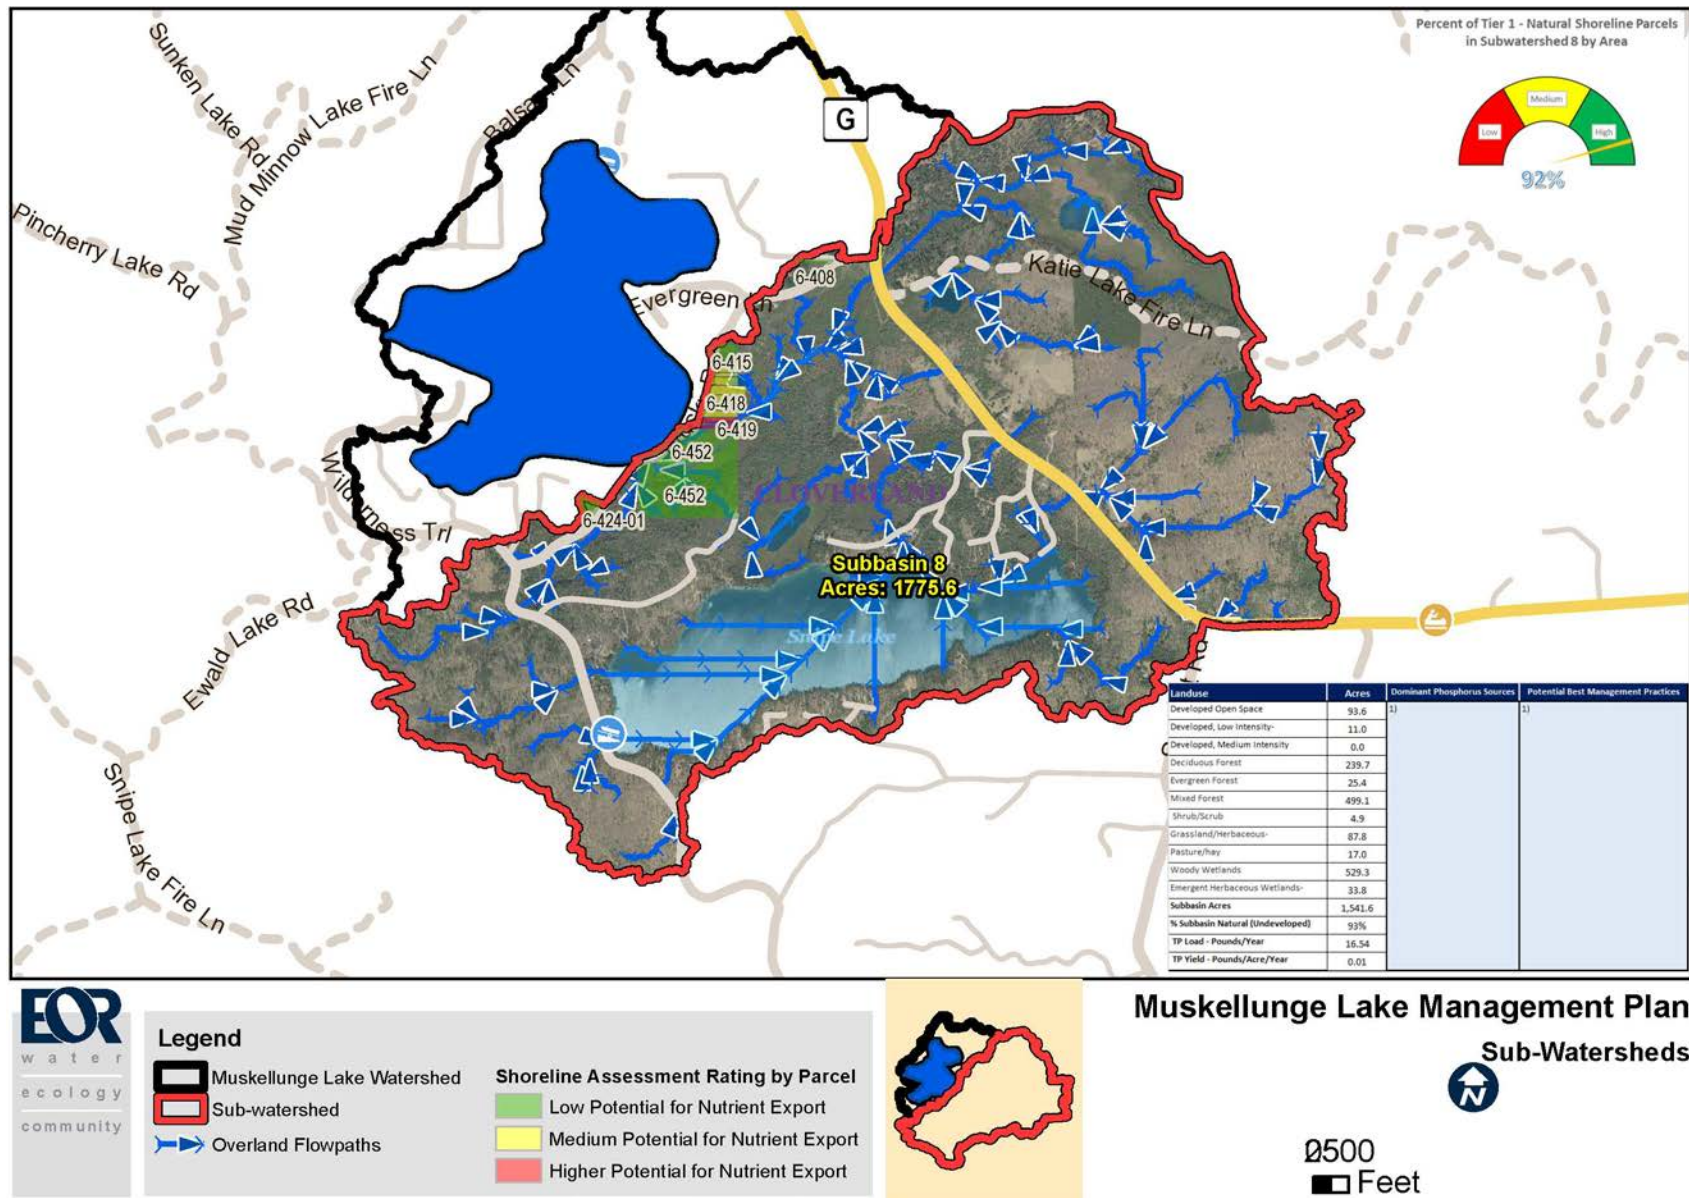 Percent of Tier 1 - Natural Shoreline Parcels
in Subwatershed 8 by Area
Low
Medium
High
92%
Sunken Lake Rd
Mud Minnow Lake Fire Ln
Balsam Ln
G
Pincherry Lake Rd
Evergreen Ln
6-408
Katie Lake Fire Ln
6-415
6-418
6-419
6-452
6-452
6-424-01
CLOVERLAND
Wilderness Trl
Subbasin 8
Acres: 1775.6
Snipe Lake
Ewald Lake Rd
Rd
Snipe Lake Fire Ln
Landuse Acres Dominant Phosphorus Sources Potential Best Management Practices
Developed Open Space 93.6 1) 1)
Developed, Low Intensity- 11.0
Developed, Medium Intensity 0.0
Deciduous Forest 239.7
Evergreen Forest 25.4
Mixed Forest 499.1
Shrub/Scrub 4.9
Grassland/Herbaceous- 87.8
Pasture/hay 17.0
Woody Wetlands 529.3
Emergent Herbaceous Wetlands- 33.8
Subbasin Acres 1,541.6
% Subbasin Natural (Undeveloped) 93%
TP Load - Pounds/Year 16.54
TP Yield - Pounds/Acre/Year 0.01
EOR
water
ecology
community
Legend
Muskellunge Lake Watershed
Sub-watershed
Overland Flowpaths
Shoreline Assessment Rating by Parcel
Low Potential for Nutrient Export
Medium Potential for Nutrient Export
Higher Potential for Nutrient Export
Muskellunge Lake Management Plan
Sub-Watersheds
N
Feet